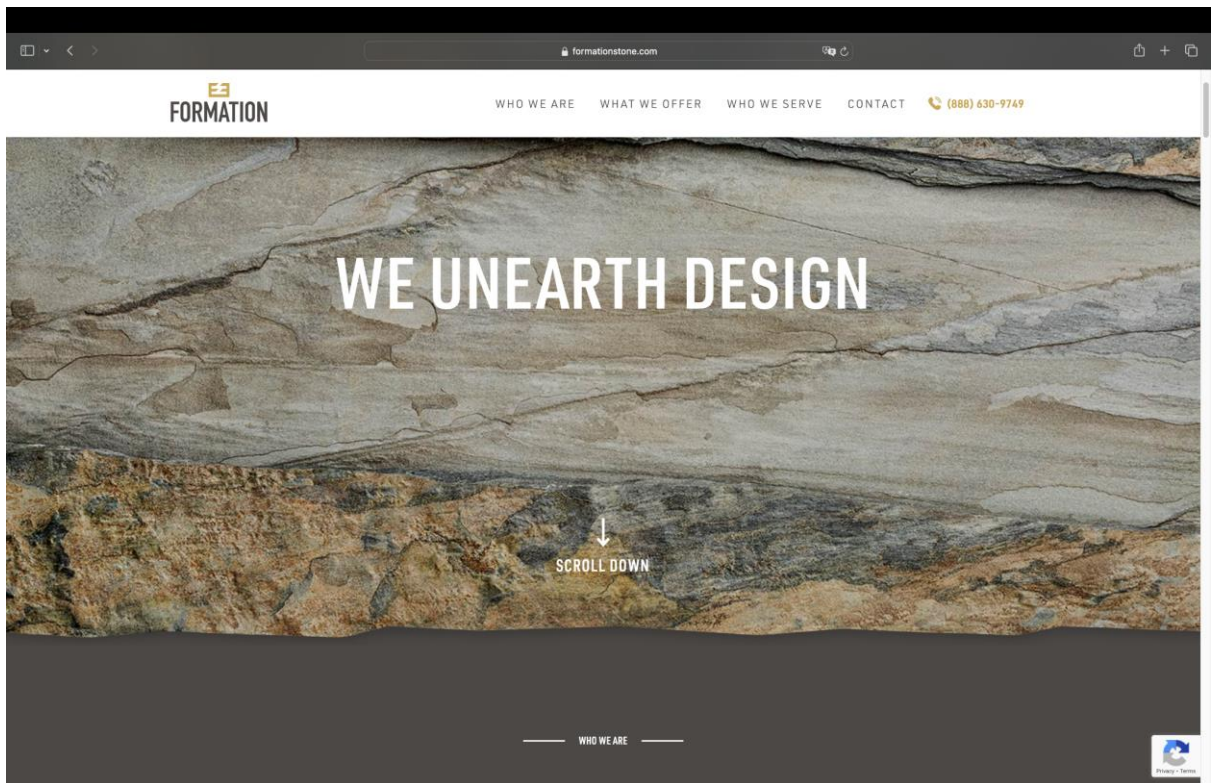 formationstone.com
FORMATION
WHO WE ARE WHAT WE OFFER WHO WE SERVE CONTACT (888) 630-9749
WE UNEARTH DESIGN
SCROLL DOWN
WHO WE ARE
Privacy - Terms